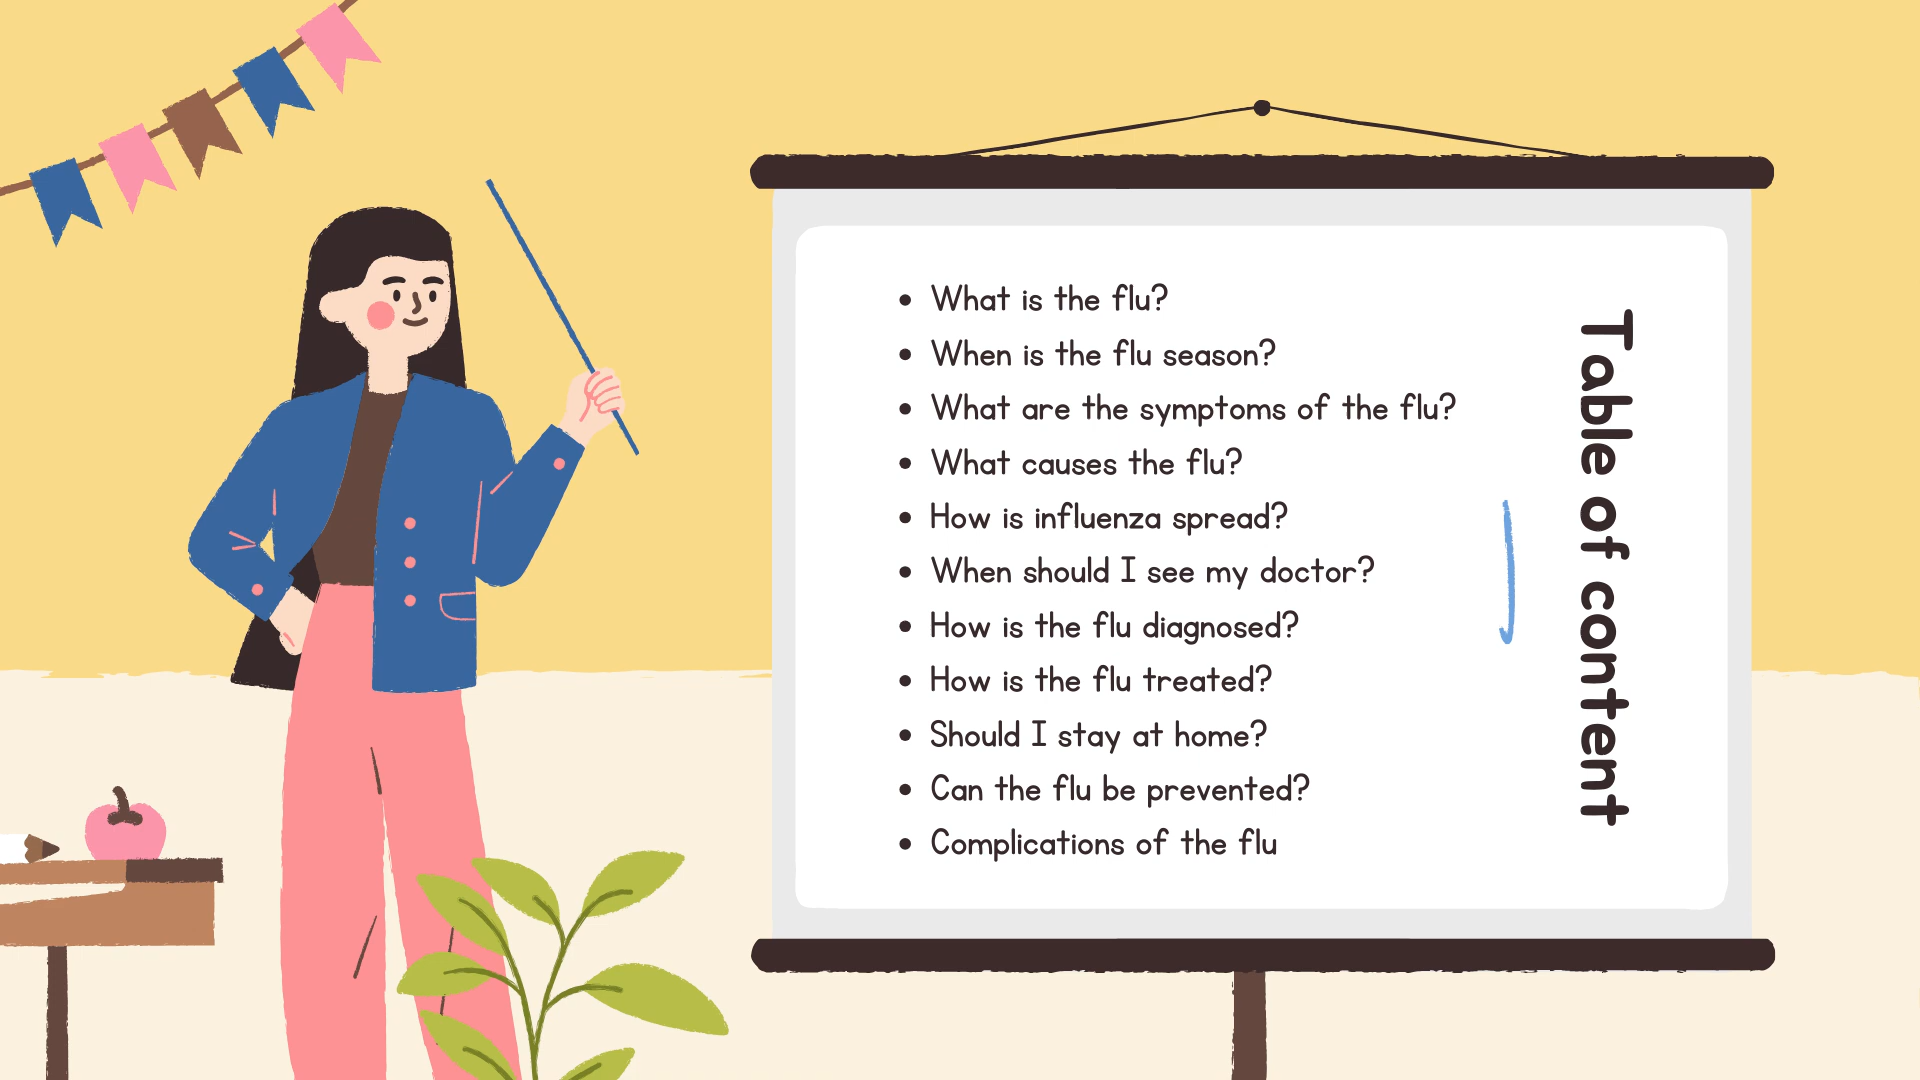 Table of content
• What is the flu?
• When is the flu season?
• What are the symptoms of the flu?
• What causes the flu?
• How is influenza spread?
• When should I see my doctor?
• How is the flu diagnosed?
• How is the flu treated?
• Should I stay at home?
• Can the flu be prevented?
• Complications of the flu